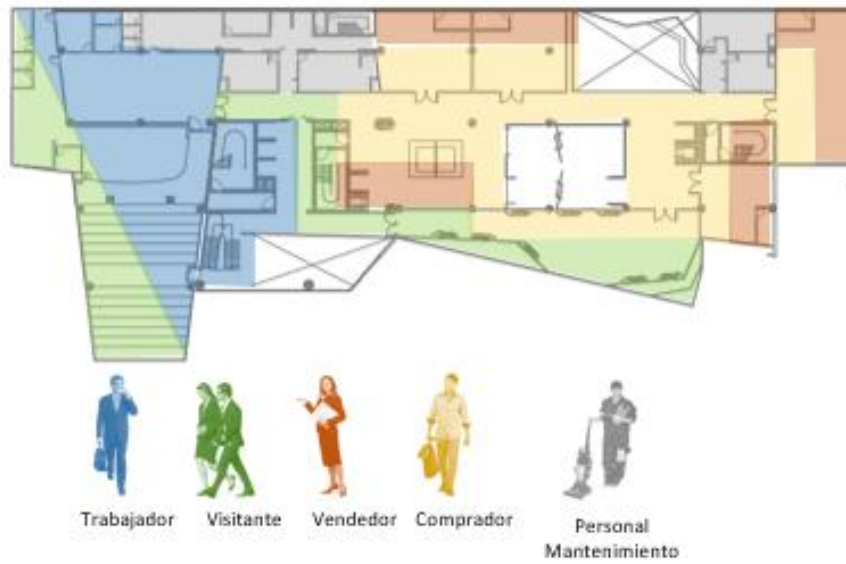 Trabajador
Visitante
Vendedor
Comprador
Personal
Mantenimiento